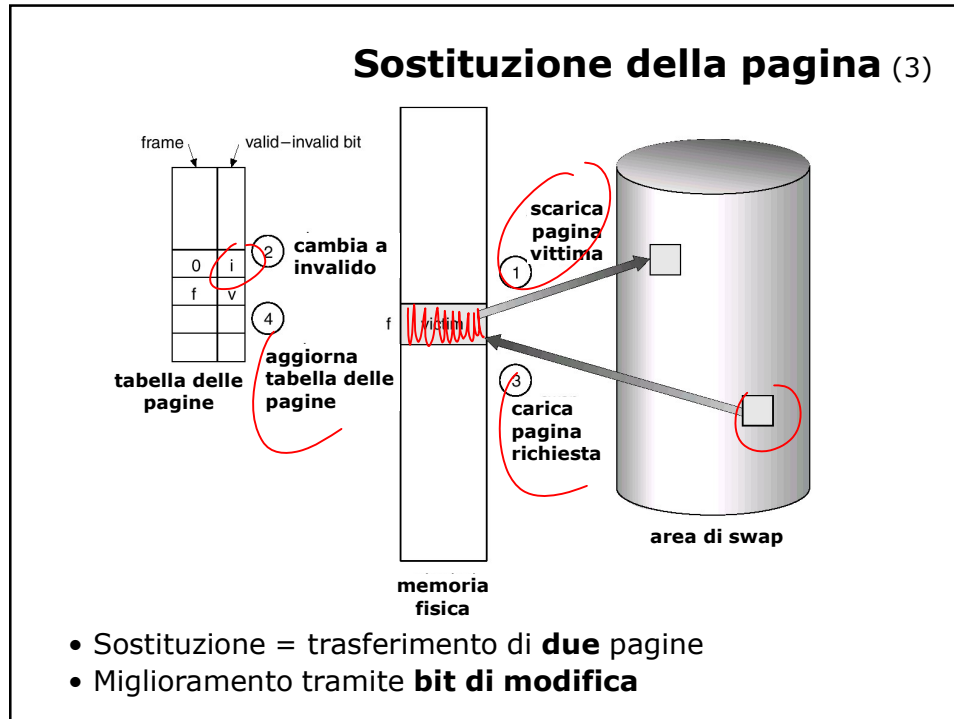 Sostituzione della pagina (3)
frame
valid–invalid bit
0 i
f v
2
cambia a
invalido
4
aggiorna
tabella delle
pagine
tabella delle
pagine
f
victim
memoria
fisica
scarica
pagina
vittima
1
3
carica
pagina
richiesta
area di swap
• Sostituzione = trasferimento di due pagine
• Miglioramento tramite bit di modifica